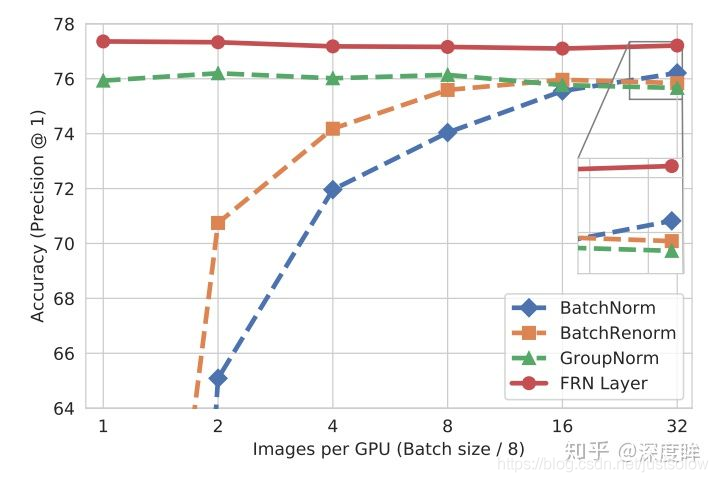 78
76
74
72
70
68
66
64
Accuracy (Precision @ 1)
BatchNorm
BatchRenorm
GroupNorm
FRN Layer
1 2 4 8 16 32
Images per GPU (Batch size / 8)
知乎 @深度眸
https://blog.csdn.net/justsolow